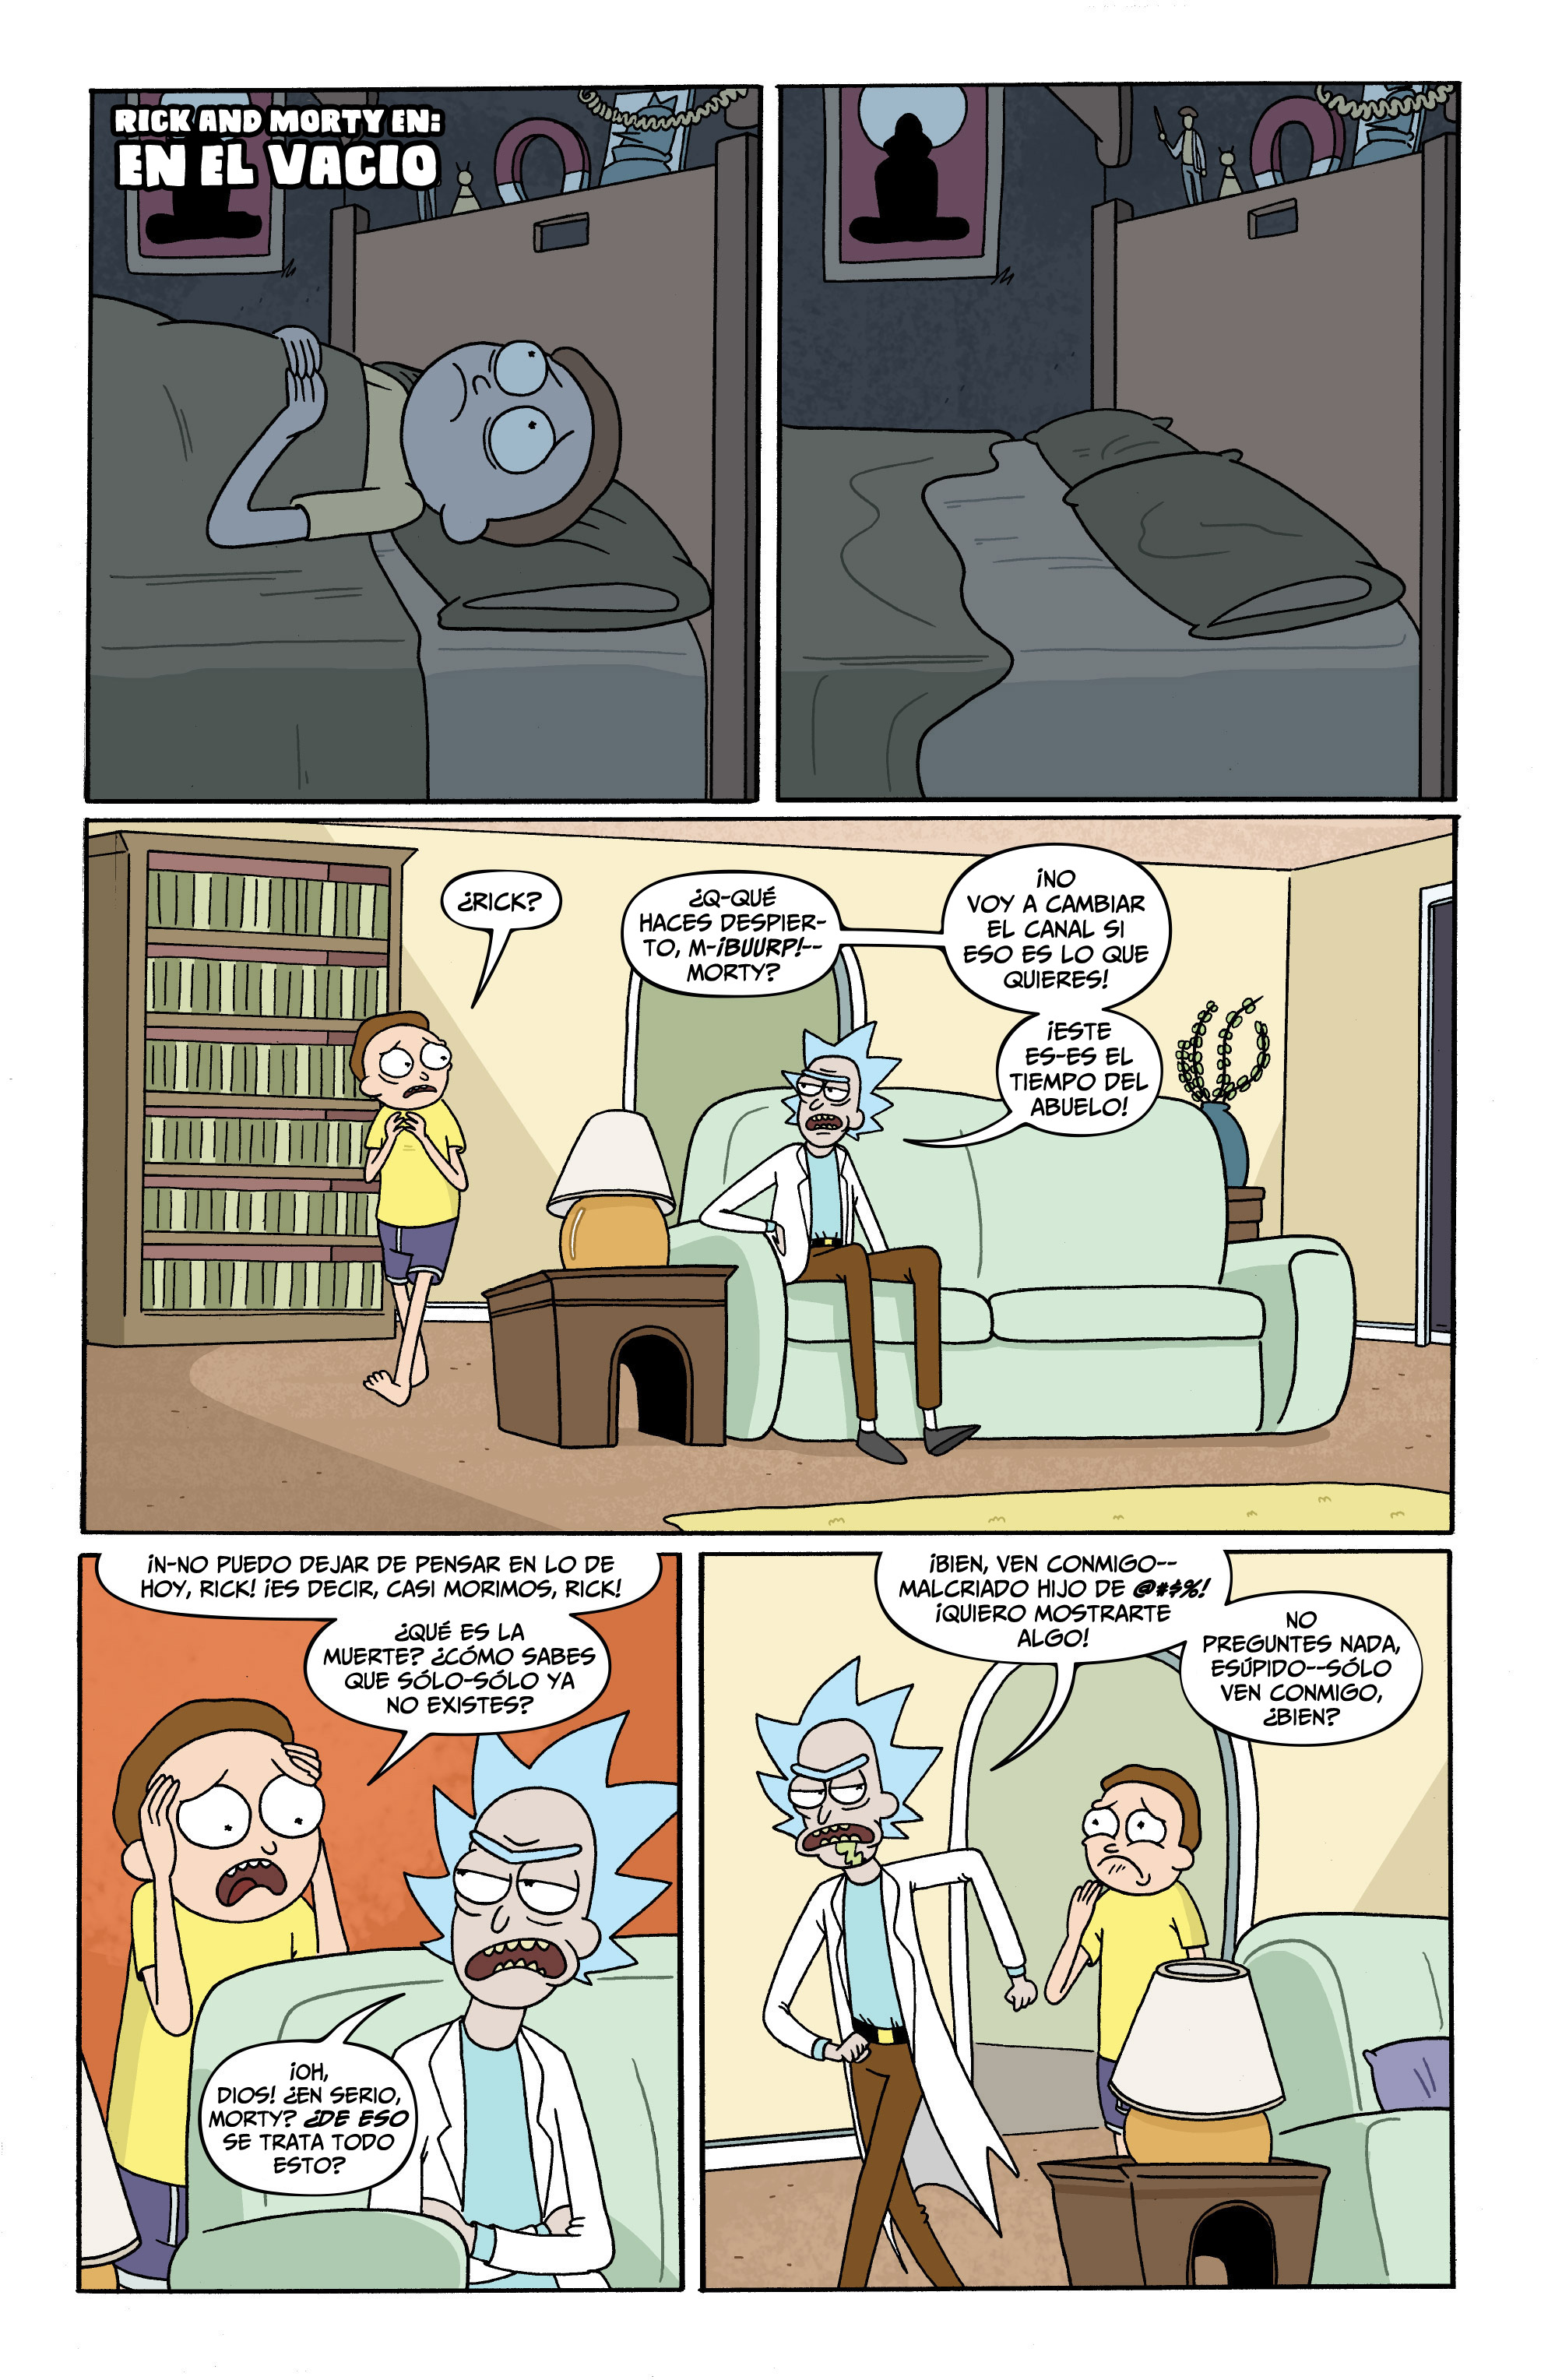 RICK AND MORTY EN:
EN EL VACIO
¿RICK?
¿Q-QUÉ
HACES DESPIER-
TO, M-¡BUURP!--
MORTY?
¡NO
VOY A CAMBIAR
EL CANAL SI
ESO ES LO QUE
QUIERES!
¡ESTE
ES-ES EL
TIEMPO DEL
ABUELO!
¡N-NO PUEDO DEJAR DE PENSAR EN LO DE
HOY, RICK! ¡ES DECIR, CASI MORIMOS, RICK!
¿QUÉ ES LA
MUERTE? ¿CÓMO SABES
QUE SÓLO-SÓLO YA
NO EXISTES?
¡OH,
DIOS! ¿EN SERIO,
MORTY? ¿DE ESO
SE TRATA TODO
ESTO?
¡BIEN, VEN CONMIGO--
MALCRIADO HIJO DE @*$%!
¡QUIERO MOSTRARTE
ALGO!
NO
PREGUNTES NADA,
ESÚPIDO--SÓLO
VEN CONMIGO,
¿BIEN?